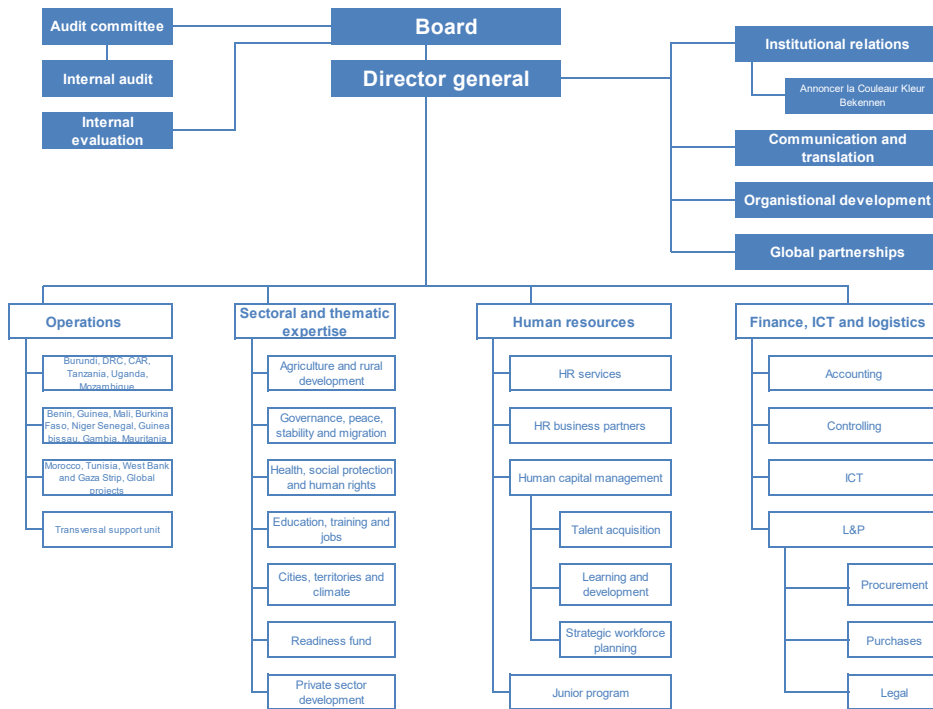 Audit committee
Board
Institutional relations
Internal audit
Director general
Annoncer la Couleaur Kleur
Bekennen
Internal
evaluation
Communication and
translation
Organistional development
Global partnerships
Operations
Sectoral and thematic
expertise
Human resources
Finance, ICT and logistics
Burundi, DRC, CAR,
Tanzania, Uganda,
Mozambique
Agriculture and rural
development
HR services
Accounting
Benin, Guinea, Mali, Burkina
Faso, Niger Senegal, Guinea
bissau, Gambia, Mauritania
Governance, peace,
stability and migration
HR business partners
Controlling
Morocco, Tunisia, West Bank
and Gaza Strip, Global
projects
Health, social protection
and human rights
Human capital management
ICT
Transversal support unit
Education, training and
jobs
Talent acquisition
L&P
Cities, territories and
climate
Learning and
development
Procurement
Readiness fund
Strategic workforce
planning
Purchases
Private sector
development
Junior program
Legal